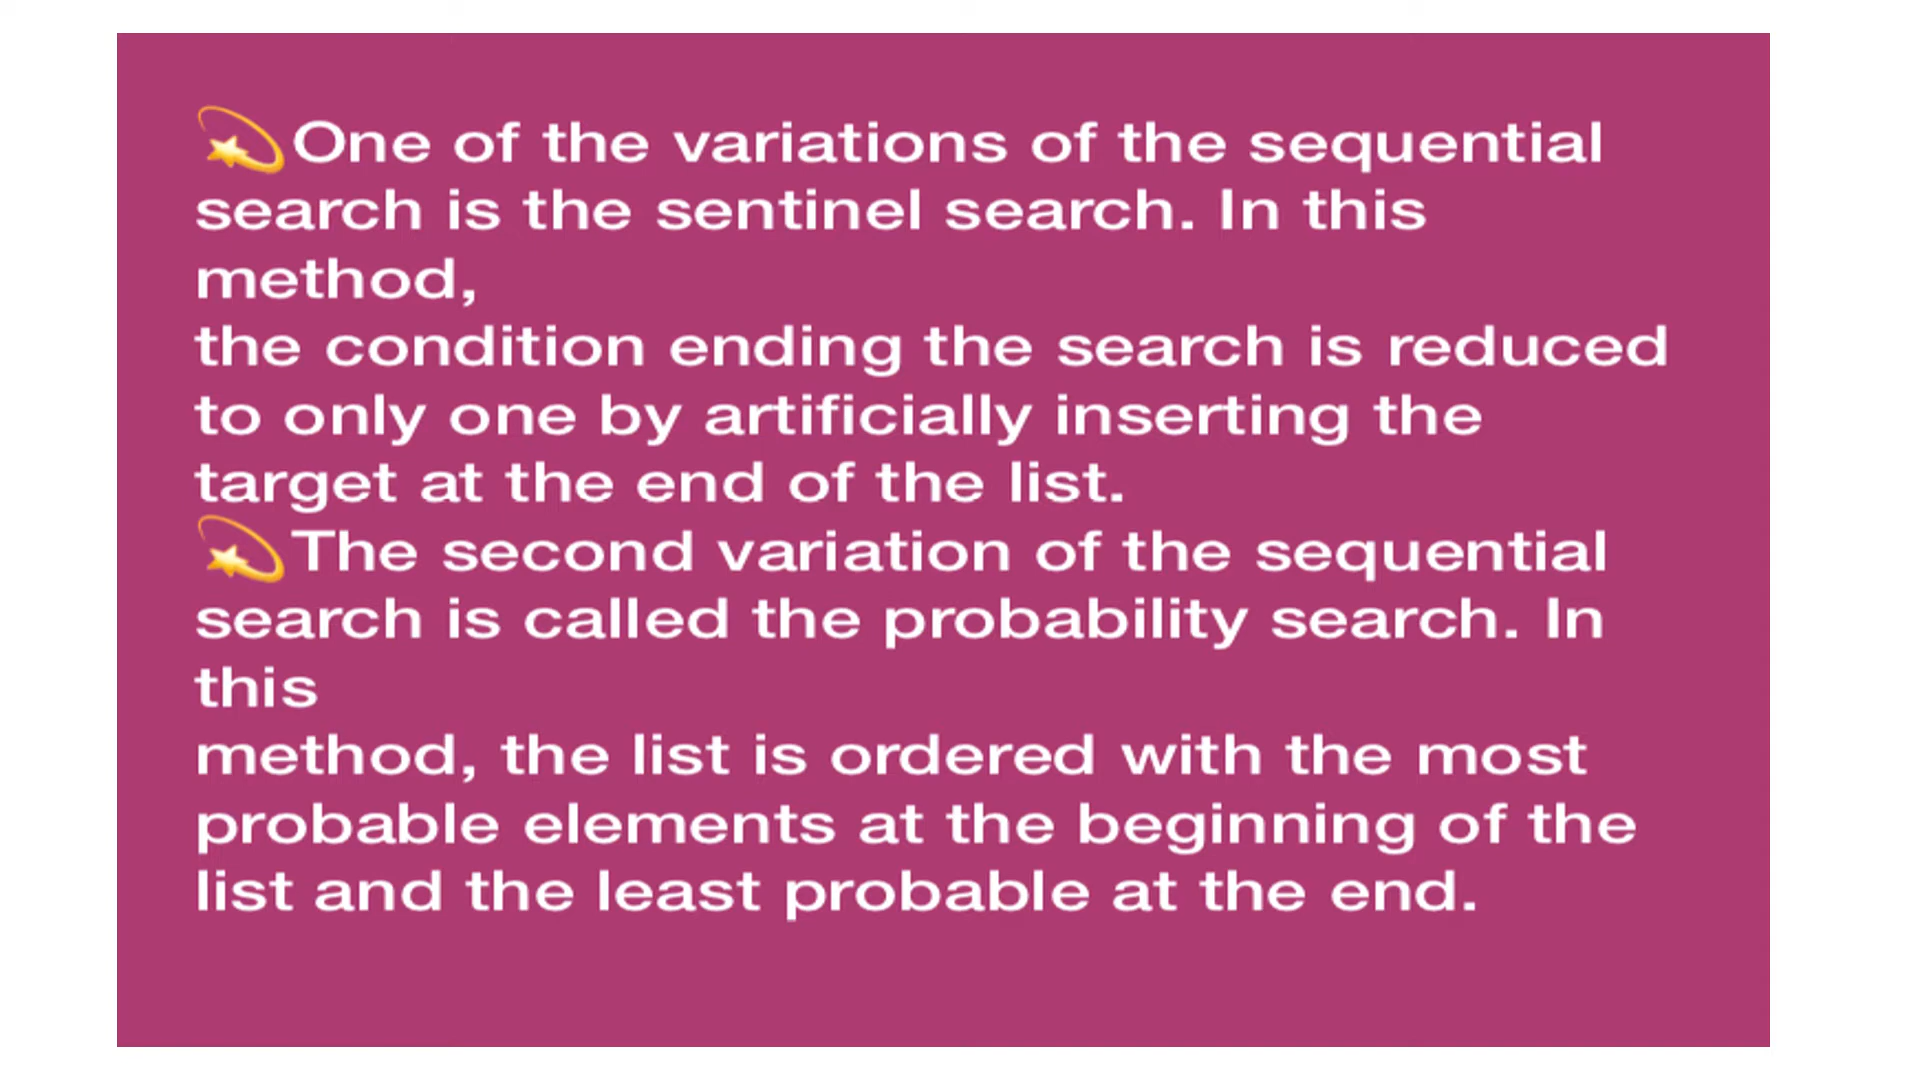 💫One of the variations of the sequential
search is the sentinel search. In this
method,
the condition ending the search is reduced
to only one by artificially inserting the
target at the end of the list.
💫The second variation of the sequential
search is called the probability search. In
this
method, the list is ordered with the most
probable elements at the beginning of the
list and the least probable at the end.